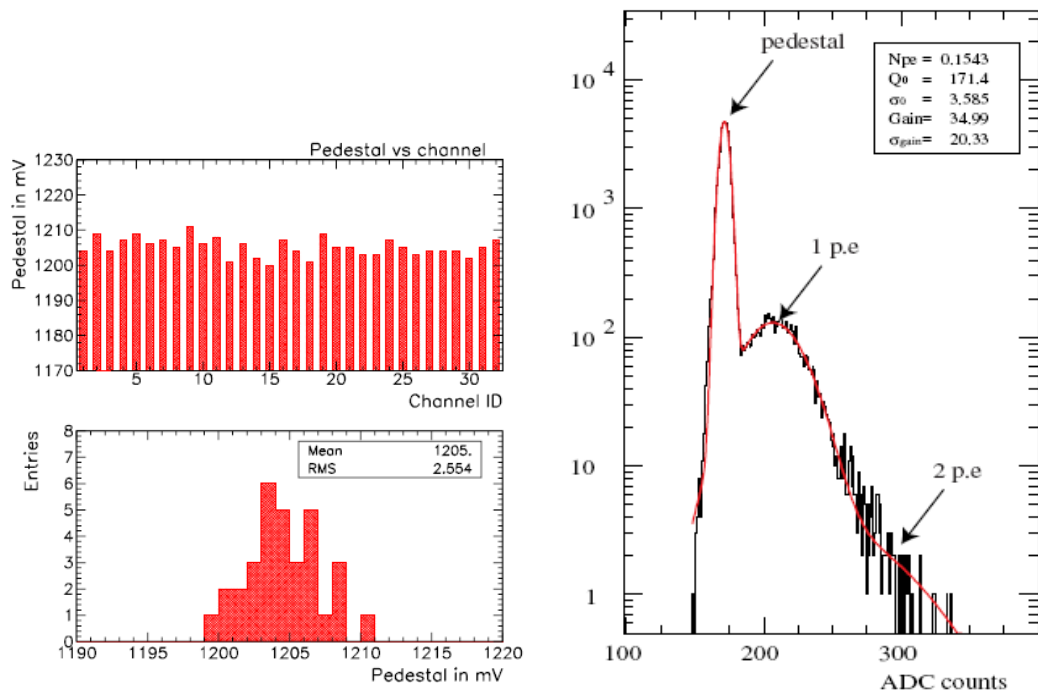 Pedestal vs channel
Pedestal in mV
1230
1220
1210
1200
1190
1180
1170
5 10 15 20 25 30
Channel ID
Entries
8
7
6
5
4
3
2
1
0
Mean 1205.
RMS 2.554
1190 1195 1200 1205 1210 1215 1220
Pedestal in mV
pedestal
Npe = 0.1543
Q0 = 171.4
σ0 = 3.585
Gain= 34.99
σgain= 20.33
10^4
10^3
1 p.e
10^2
10
2 p.e
1
100 200 300
ADC counts